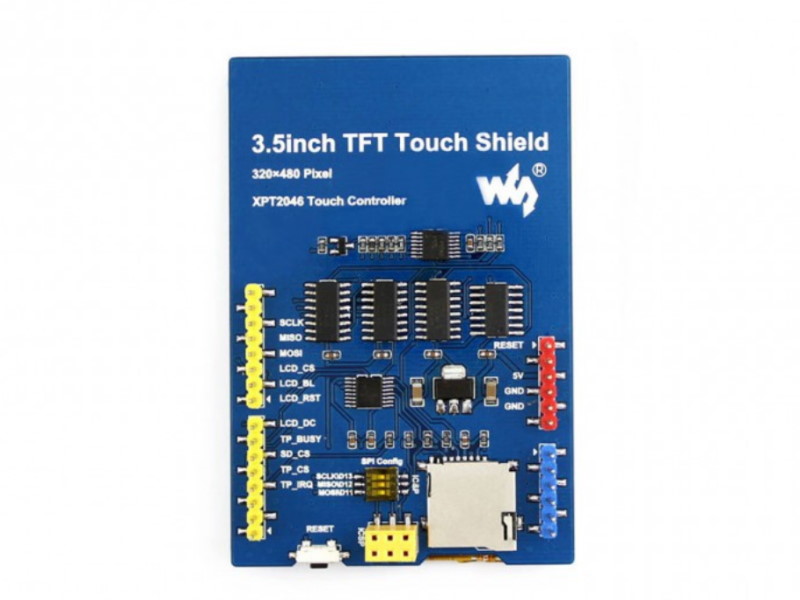 3.5inch TFT Touch Shield
320×480 Pixel
XPT2046 Touch Controller
W
®
SCLK
MISO
MOSI
LCD_CS
LCD_BL
LCD_RST
LCD_DC
TP_BUSY
SD_CS
TP_CS
TP_IRQ
RESET
5V
GND
GND
SPI Config
SCLK\D13
MISO\D12
MOSI\D11
ICSP
ICSP
RESET